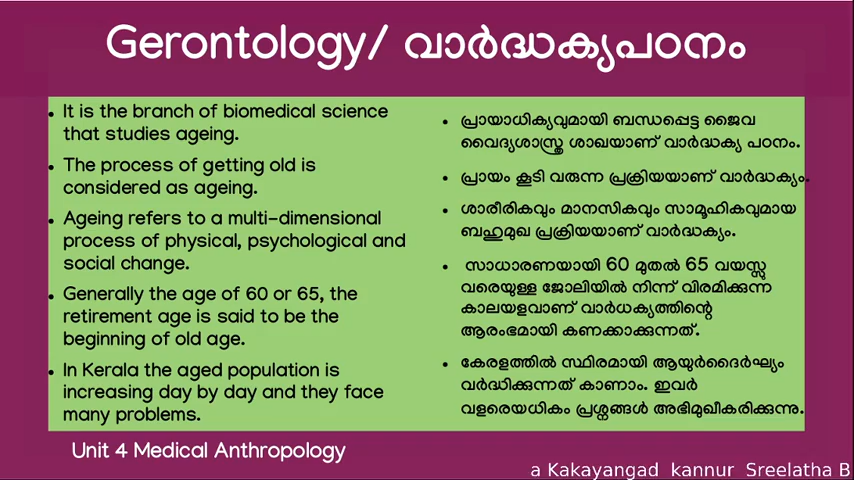 Gerontology/ വാർദ്ധക്യപഠനം
• It is the branch of biomedical science
that studies ageing.
• The process of getting old is
considered as ageing.
• Ageing refers to a multi-dimensional
process of physical, psychological and
social change.
• Generally the age of 60 or 65, the
retirement age is said to be the
beginning of old age.
• In Kerala the aged population is
increasing day by day and they face
many problems.
• പ്രായാധിക്യവുമായി ബന്ധപ്പെട്ട ജൈവ
വൈദ്യശാസ്ത്ര ശാഖയാണ് വാർദ്ധക്യ പഠനം.
• പ്രായം കൂടി വരുന്ന പ്രക്രിയയാണ് വാർദ്ധക്യം.
• ശാരീരികവും മാനസികവും സാമൂഹികവുമായ
ബഹുമുഖ പ്രക്രിയയാണ് വാർദ്ധക്യം.
• സാധാരണയായി 60 മുതൽ 65 വയസ്സു
വരെയുള്ള ജോലിയിൽ നിന്ന് വിരമിക്കുന്ന
കാലയളവാണ് വാർധക്യത്തിന്റെ
ആരംഭമായി കണക്കാക്കുന്നത്.
• കേരളത്തിൽ സ്ഥിരമായി ആയുർദൈർഘ്യം
വർദ്ധിക്കുന്നത് കാണാം. ഇവർ
വളരെയധികം പ്രശ്നങ്ങൾ അഭിമുഖീകരിക്കുന്നു.
Unit 4 Medical Anthropology
a Kakayangad kannur Sreelatha B